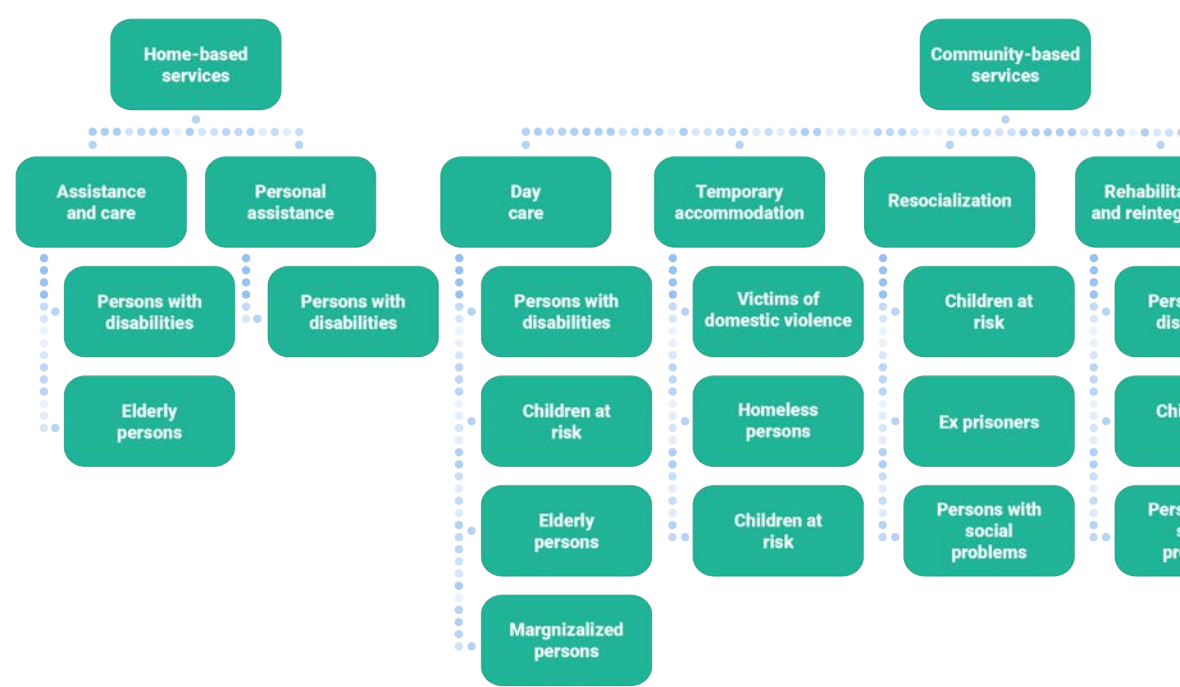 Home-based
services
Community-based
services
Assistance
and care
Personal
assistance
Day
care
Temporary
accommodation
Resocialization
and
Persons with
disabilities
Elderly
persons
Persons with
disabilities
Persons with
disabilities
Children at
risk
Elderly
persons
Margnizalized
persons
Victims of
domestic violence
Homeless
persons
Children at
risk
Children at
risk
Ex prisoners
Persons with
social
problems